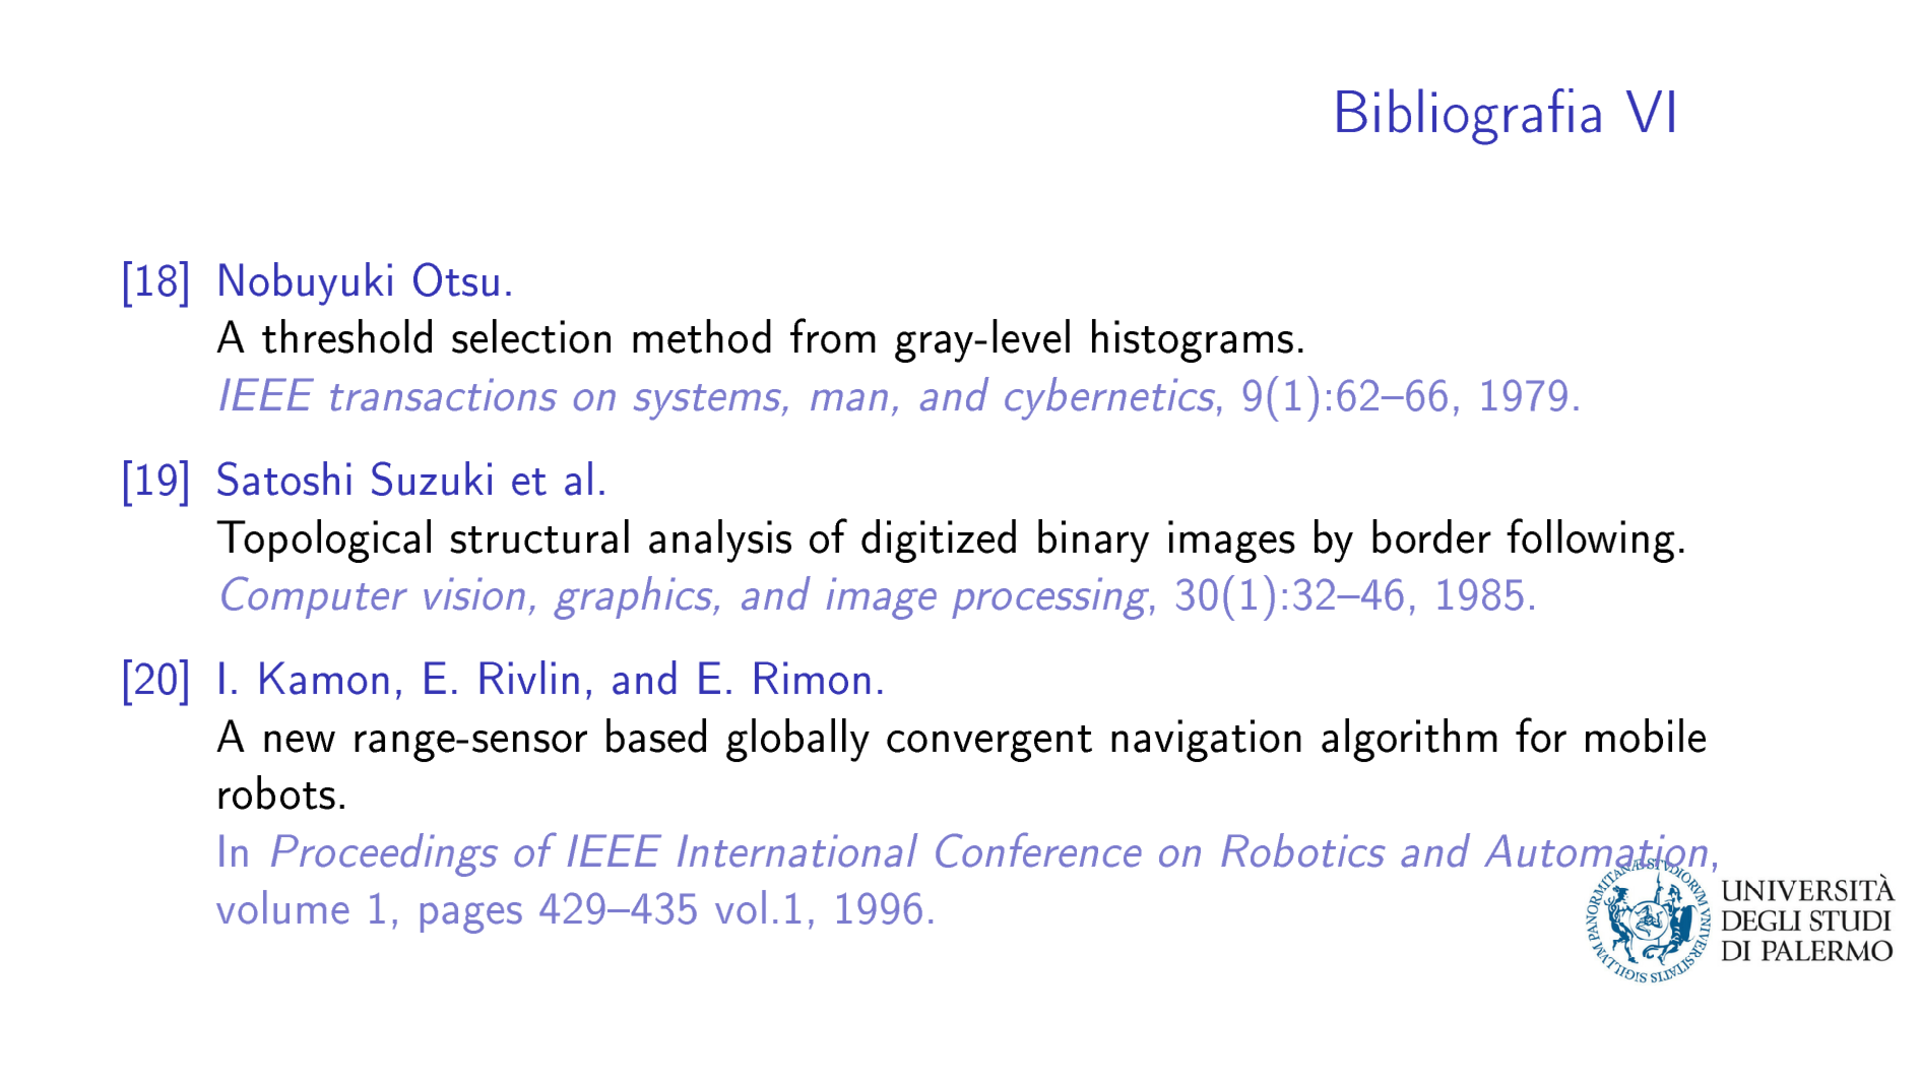 Bibliografia VI
[18] Nobuyuki Otsu.
A threshold selection method from gray-level histograms.
IEEE transactions on systems, man, and cybernetics, 9(1):62–66, 1979.
[19] Satoshi Suzuki et al.
Topological structural analysis of digitized binary images by border following.
Computer vision, graphics, and image processing, 30(1):32–46, 1985.
[20] I. Kamon, E. Rivlin, and E. Rimon.
A new range-sensor based globally convergent navigation algorithm for mobile
robots.
In Proceedings of IEEE International Conference on Robotics and Automation,
volume 1, pages 429–435 vol.1, 1996.
SIGILLVM PANORMITANÆ STVDIORVM VNIVERSITATIS
UNIVERSITÀ
DEGLI STUDI
DI PALERMO